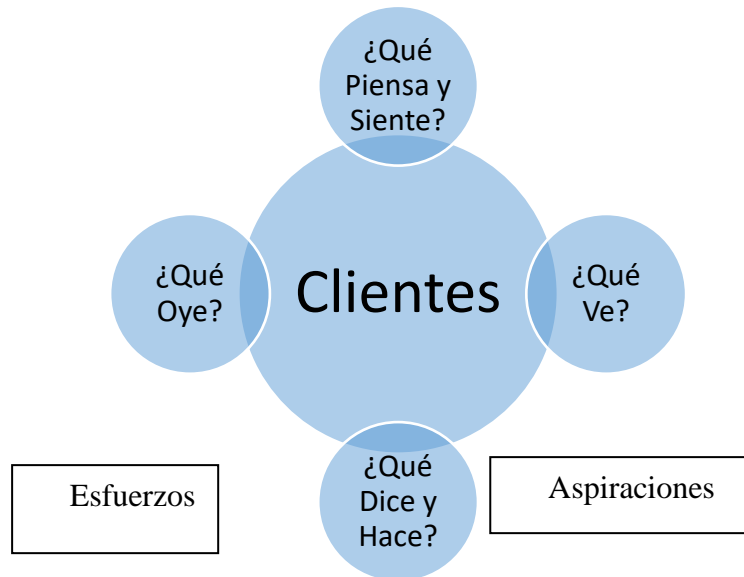 ¿Qué
Piensa y
Siente?
¿Qué
Oye?
Clientes
¿Qué
Ve?
¿Qué
Dice y
Hace?
Esfuerzos
Aspiraciones